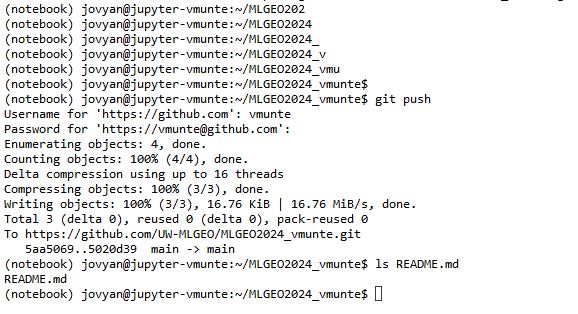 (notebook) jovyan@jupyter-vmunte:~/MLGEO202
(notebook) jovyan@jupyter-vmunte:~/MLGEO2024
(notebook) jovyan@jupyter-vmunte:~/MLGEO2024_
(notebook) jovyan@jupyter-vmunte:~/MLGEO2024_v
(notebook) jovyan@jupyter-vmunte:~/MLGEO2024_vmu
(notebook) jovyan@jupyter-vmunte:~/MLGEO2024_vmunte$
(notebook) jovyan@jupyter-vmunte:~/MLGEO2024_vmunte$ git push
Username for 'https://github.com': vmunte
Password for 'https://vmunte@github.com':
Enumerating objects: 4, done.
Counting objects: 100% (4/4), done.
Delta compression using up to 16 threads
Compressing objects: 100% (3/3), done.
Writing objects: 100% (3/3), 16.76 KiB | 16.76 MiB/s, done.
Total 3 (delta 0), reused 0 (delta 0), pack-reused 0
To https://github.com/UW-MLGEO/MLGEO2024_vmunte.git
   5aa5069..5020d39  main -> main
(notebook) jovyan@jupyter-vmunte:~/MLGEO2024_vmunte$ ls README.md
README.md
(notebook) jovyan@jupyter-vmunte:~/MLGEO2024_vmunte$